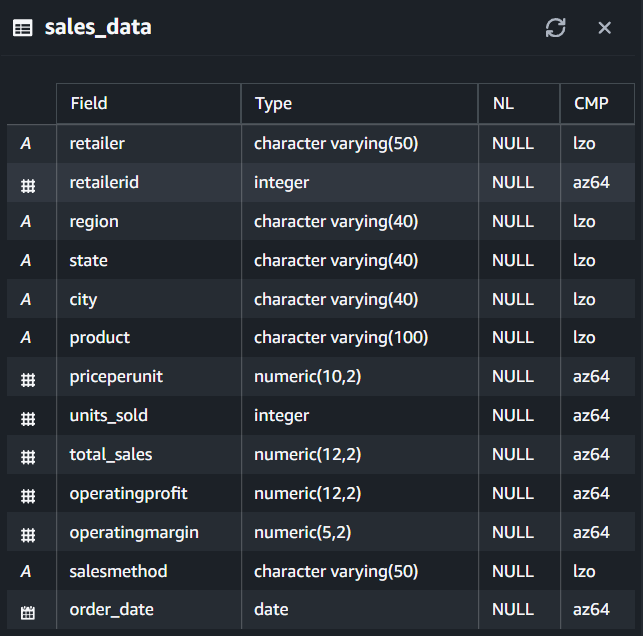 sales_data
Field Type NL CMP
A retailer character varying(50) NULL lzo
retailerid integer NULL az64
A region character varying(40) NULL lzo
A state character varying(40) NULL lzo
A city character varying(40) NULL lzo
A product character varying(100) NULL lzo
priceperunit numeric(10,2) NULL az64
units_sold integer NULL az64
total_sales numeric(12,2) NULL az64
operatingprofit numeric(12,2) NULL az64
operatingmargin numeric(5,2) NULL az64
A salesmethod character varying(50) NULL lzo
order_date date NULL az64